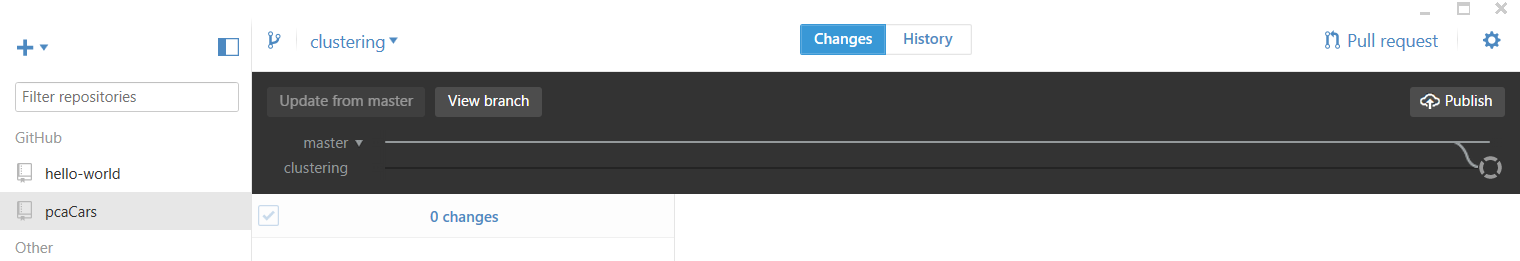 clustering
Changes
History
Pull request
Filter repositories
Update from master
View branch
Publish
GitHub
master
clustering
hello-world
pcaCars
0 changes
Other